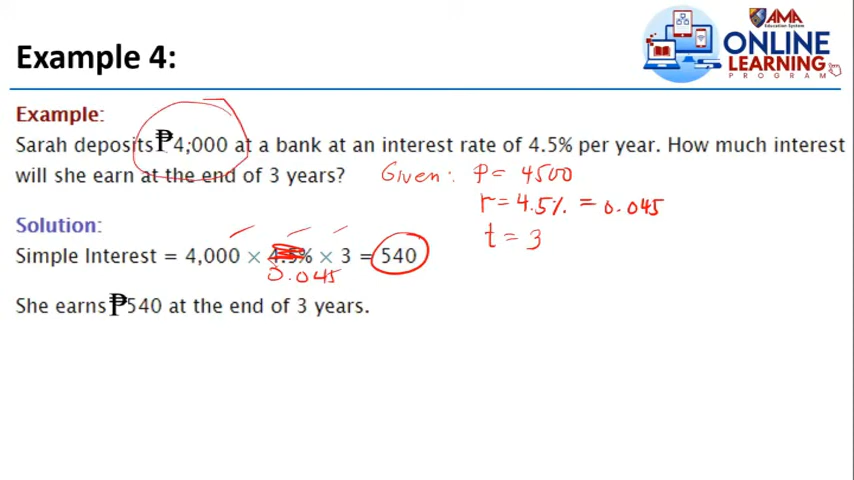 AMA
Education System
ONLINE
LEARNING
PROGRAM
Example 4:
Example:
Sarah deposits ₱4,000 at a bank at an interest rate of 4.5% per year. How much interest
will she earn at the end of 3 years?
Given: P = 4500
r = 4.5% = 0.045
t = 3
Solution:
Simple Interest = 4,000 × 4.5% × 3 = 540
0.045
She earns ₱540 at the end of 3 years.